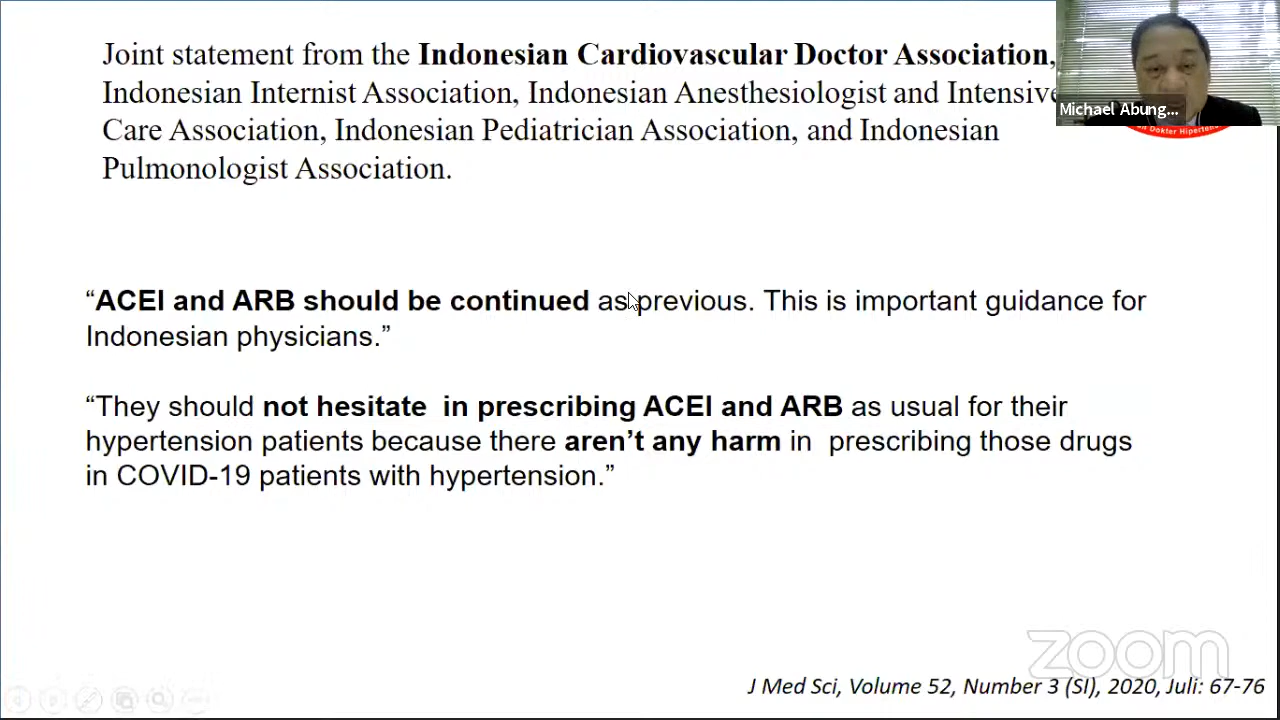 Joint statement from the Indonesian Cardiovascular Doctor Association,
Indonesian Internist Association, Indonesian Anesthesiologist and Intensive
Care Association, Indonesian Pediatrician Association, and Indonesian
Pulmonologist Association.
Michael Abung...
Dokter Hipertens
“ACEI and ARB should be continued as previous. This is important guidance for
Indonesian physicians.”
“They should not hesitate in prescribing ACEI and ARB as usual for their
hypertension patients because there aren’t any harm in prescribing those drugs
in COVID-19 patients with hypertension.”
zoom
J Med Sci, Volume 52, Number 3 (SI), 2020, Juli: 67-76